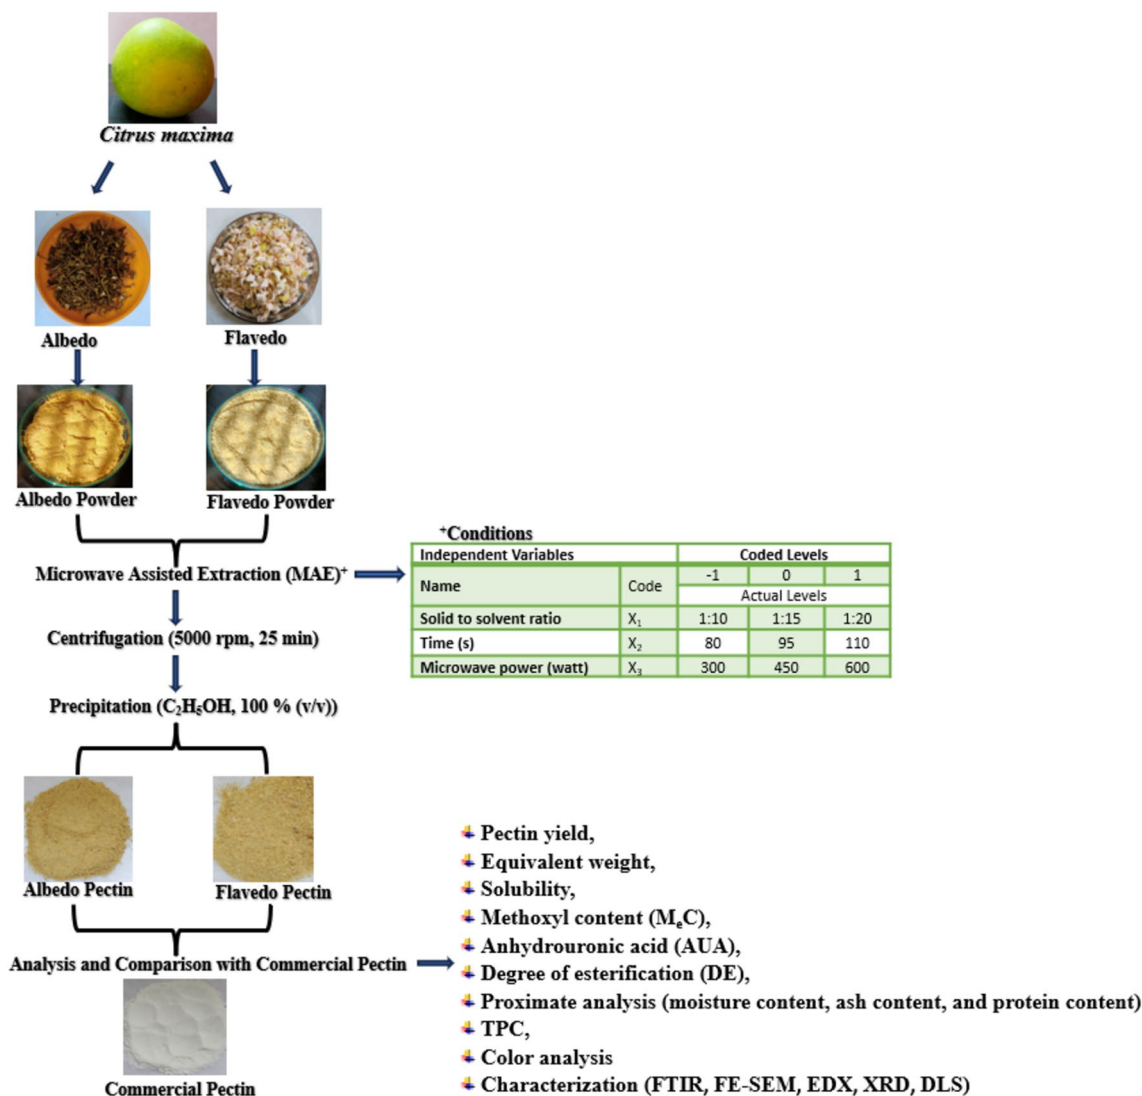 Citrus maxima
Albedo
Flavedo
Albedo Powder
Flavedo Powder
Microwave Assisted Extraction (MAE)⁺
⁺Conditions
Independent Variables Coded Levels
Name Code -1 0 1
Actual Levels
Solid to solvent ratio X₁ 1:10 1:15 1:20
Time (s) X₂ 80 95 110
Microwave power (watt) X₃ 300 450 600
Centrifugation (5000 rpm, 25 min)
Precipitation (C₂H₅OH, 100 % (v/v))
Albedo Pectin
Flavedo Pectin
Analysis and Comparison with Commercial Pectin
Commercial Pectin
Pectin yield,
Equivalent weight,
Solubility,
Methoxyl content (MₑC),
Anhydrouronic acid (AUA),
Degree of esterification (DE),
Proximate analysis (moisture content, ash content, and protein content)
TPC,
Color analysis
Characterization (FTIR, FE-SEM, EDX, XRD, DLS)